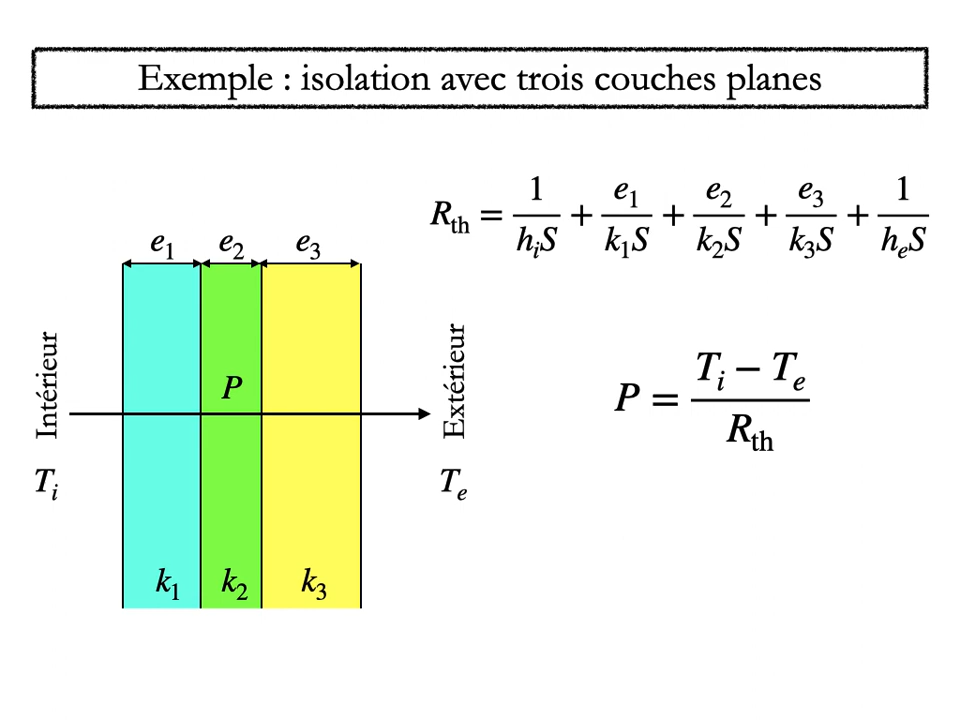 Exemple : isolation avec trois couches planes
R_th = 1/(h_i S) + e_1/(k_1 S) + e_2/(k_2 S) + e_3/(k_3 S) + 1/(h_e S)
e_1 e_2 e_3
Intérieur
P
Extérieur
P = (T_i − T_e)/R_th
T_i
T_e
k_1 k_2 k_3